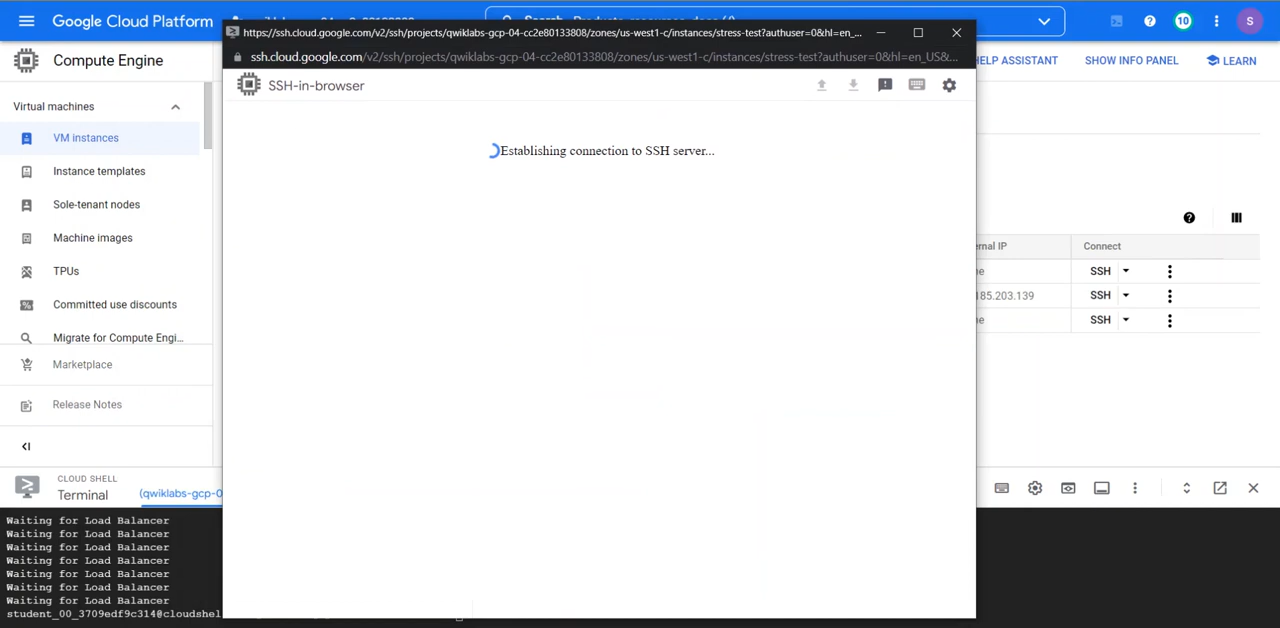 Google Cloud Platform
10
S
https://ssh.cloud.google.com/v2/ssh/projects/qwiklabs-gcp-04-cc2e80133808/zones/us-west1-c/instances/stress-test?authuser=0&hl=en_...
ssh.cloud.google.com/v2/ssh/projects/qwiklabs-gcp-04-cc2e80133808/zones/us-west1-c/instances/stress-test?authuser=0&hl=en_US&...
SSH-in-browser
Establishing connection to SSH server...
Compute Engine
HELP ASSISTANT
SHOW INFO PANEL
LEARN
Virtual machines
VM instances
Instance templates
Sole-tenant nodes
Machine images
TPUs
Committed use discounts
Migrate for Compute Engi...
Marketplace
Release Notes
rnal IP Connect
ne SSH
185.203.139 SSH
ne SSH
CLOUD SHELL
Terminal (qwiklabs-gcp-0
Waiting for Load Balancer
Waiting for Load Balancer
Waiting for Load Balancer
Waiting for Load Balancer
Waiting for Load Balancer
Waiting for Load Balancer
Waiting for Load Balancer
student_00_3709edf9c314@cloudshel